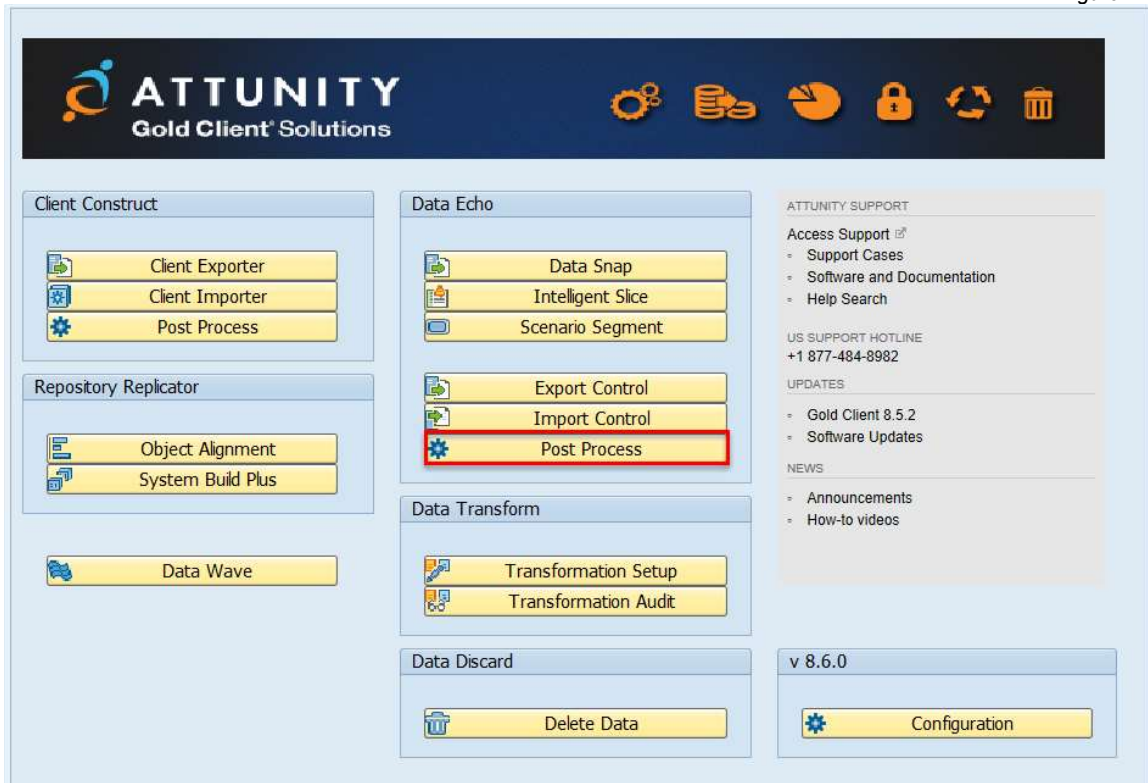 ATTUNITY
Gold Client® Solutions
Client Construct
Client Exporter
Client Importer
Post Process
Repository Replicator
Object Alignment
System Build Plus
Data Wave
Data Echo
Data Snap
Intelligent Slice
Scenario Segment
Export Control
Import Control
Post Process
Data Transform
Transformation Setup
Transformation Audit
Data Discard
Delete Data
ATTUNITY SUPPORT
Access Support
Support Cases
Software and Documentation
Help Search
US SUPPORT HOTLINE
+1 877-484-8982
UPDATES
Gold Client 8.5.2
Software Updates
NEWS
Announcements
How-to videos
v 8.6.0
Configuration